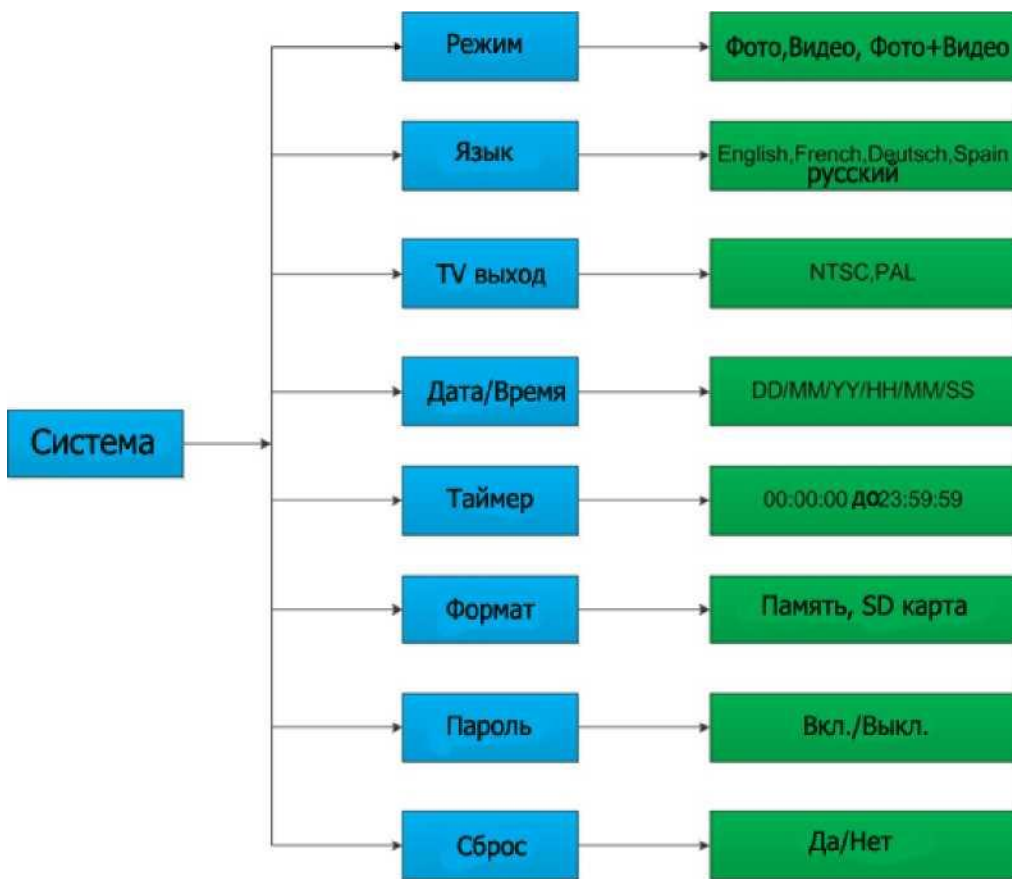 Режим
Фото,Видео, Фото+Видео
Язык
English,French,Deutsch,Spain
русский
TV выход
NTSC,PAL
Дата/Время
DD/MM/YY/HH/MM/SS
Система
Таймер
00:00:00 до23:59:59
Формат
Память, SD карта
Пароль
Вкл./Выкл.
Сброс
Да/Нет